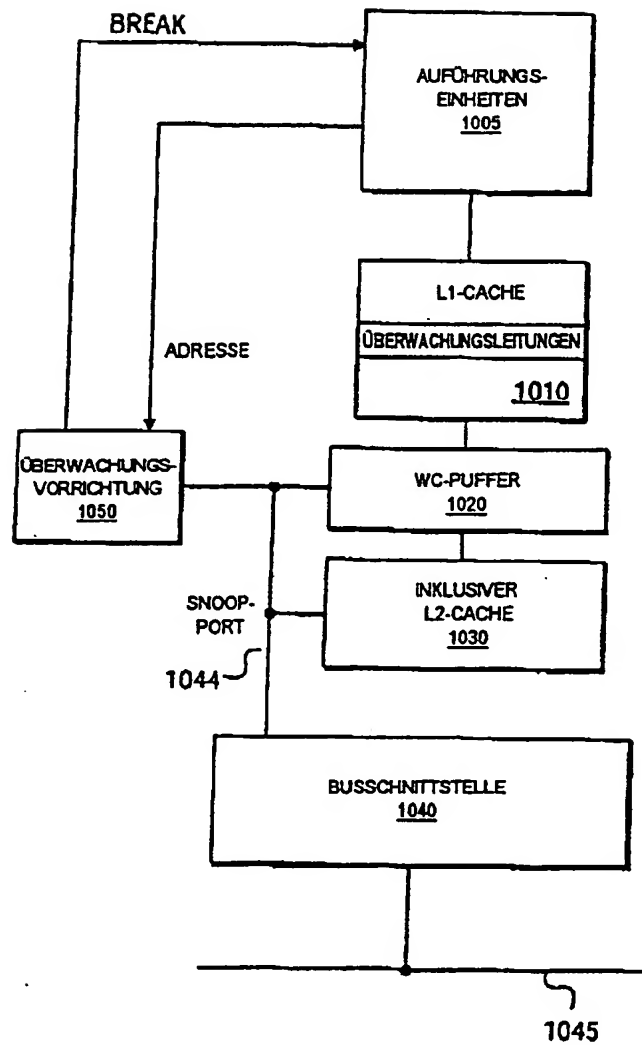 BREAK
AUFÜHRUNGS-
EINHEITEN
1005
L1-CACHE
ÜBERWACHUNGSLEITUNGEN
1010
ADRESSE
ÜBERWACHUNGS-
VORRICHTUNG
1050
WC-PUFFER
1020
INKLUSIVER
L2-CACHE
1030
SNOOP-
PORT
1044
BUSSCHNITTSTELLE
1040
1045